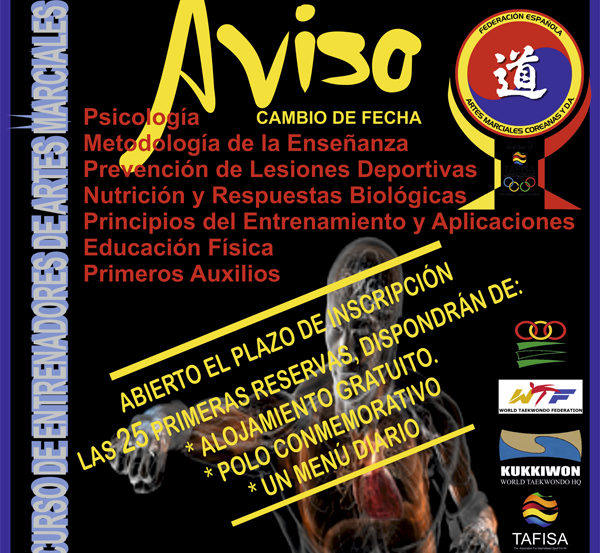 Aviso
CAMBIO DE FECHA
CURSO DE ENTRENADORES DE ARTES MARCIALES
Psicología
Metodología de la Enseñanza
Prevención de Lesiones Deportivas
Nutrición y Respuestas Biológicas
Principios del Entrenamiento y Aplicaciones
Educación Física
Primeros Auxilios
ABIERTO EL PLAZO DE INSCRIPCIÓN
LAS 25 PRIMERAS RESERVAS, DISPONDRÁN DE:
* ALOJAMIENTO GRATUITO.
* POLO CONMEMORATIVO
* UN MENÚ DIARIO
FEDERACIÓN ESPAÑOLA
道
ARTES MARCIALES COREANAS Y D.A.
WTF
WORLD TAEKWONDO FEDERATION
KUKKIWON
WORLD TAEKWONDO HQ
TAFISA